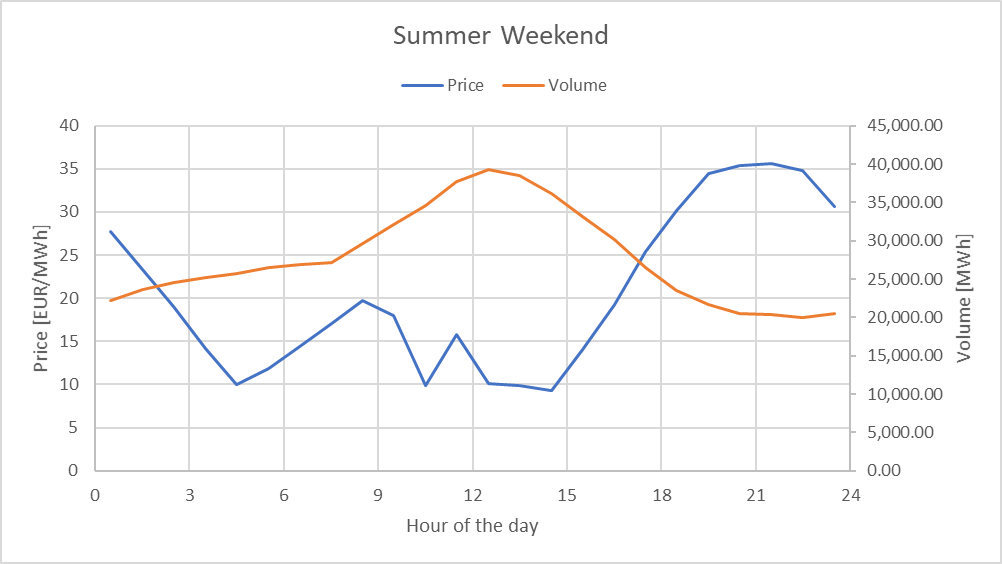 Summer Weekend
Price Volume
40 45,000.00
35 40,000.00
30 35,000.00
25 30,000.00
20 25,000.00
15 20,000.00
10 15,000.00
5 10,000.00
0 5,000.00
0.00
Price [EUR/MWh]
Volume [MWh]
0 3 6 9 12 15 18 21 24
Hour of the day